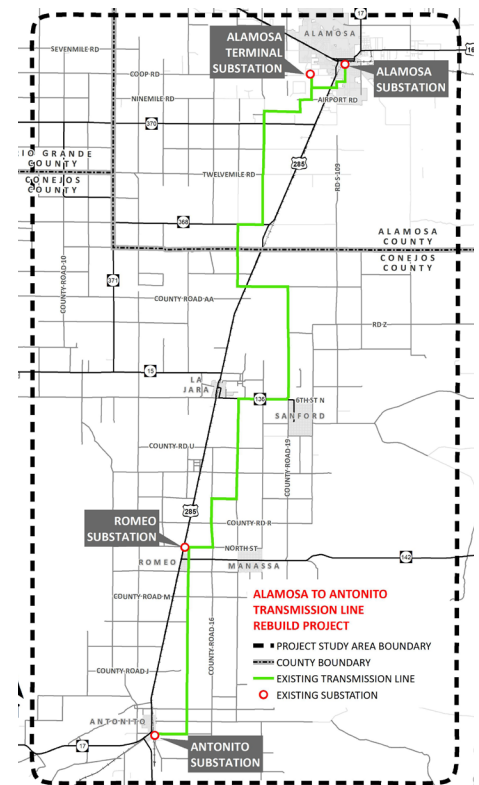 17
ALAMOSA
ALAMOSA
TERMINAL
SUBSTATION
SEVENMILE RD
COOP RD
ALAMOSA
SUBSTATION
NINEMILE RD
AIRPORT RD
370
285
RIO GRANDE
COUNTY
CONEJOS
COUNTY
TWELVEMILE RD
RD S-109
368
ALAMOSA
COUNTY
CONEJOS
COUNTY
COUNTY ROAD 10
371
COUNTY ROAD AA
RD Z
15
LA
JARA
136
6TH ST N
SANFORD
COUNTY RD U
COUNTY ROAD 19
285
ROMEO
SUBSTATION
COUNTY RD R
NORTH ST
ROMEO
MANASSA
142
COUNTY ROAD M
COUNTY ROAD 16
COUNTY ROAD J
ANTONITO
17
ANTONITO
SUBSTATION
ALAMOSA TO ANTONITO
TRANSMISSION LINE
REBUILD PROJECT
PROJECT STUDY AREA BOUNDARY
COUNTY BOUNDARY
EXISTING TRANSMISSION LINE
EXISTING SUBSTATION